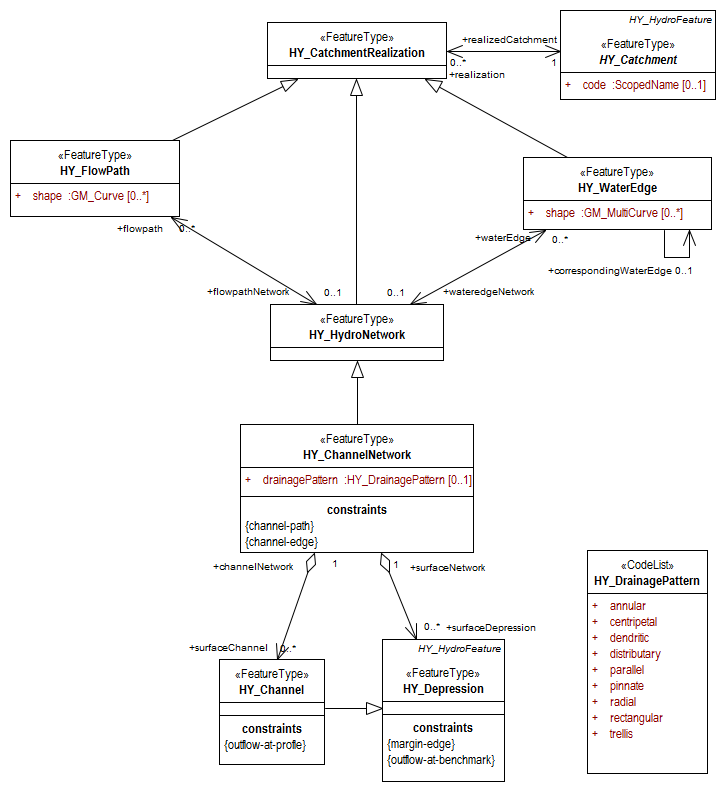 «FeatureType»
HY_CatchmentRealization
+realizedCatchment
0..*
1
+realization
HY_HydroFeature
«FeatureType»
HY_Catchment
+ code :ScopedName [0..1]
«FeatureType»
HY_FlowPath
+ shape :GM_Curve [0..*]
«FeatureType»
HY_WaterEdge
+ shape :GM_MultiCurve [0..*]
+flowpath
0..*
+waterEdge
0..*
+correspondingWaterEdge 0..1
+flowpathNetwork
0..1
0..1
+wateredgeNetwork
«FeatureType»
HY_HydroNetwork
«FeatureType»
HY_ChannelNetwork
+ drainagePattern :HY_DrainagePattern [0..1]
constraints
{channel-path}
{channel-edge}
+channelNetwork
1
1
+surfaceNetwork
+surfaceChannel
0..*
0..*
+surfaceDepression
«FeatureType»
HY_Channel
constraints
{outflow-at-profle}
HY_HydroFeature
«FeatureType»
HY_Depression
constraints
{margin-edge}
{outflow-at-benchmark}
«CodeList»
HY_DrainagePattern
+ annular
+ centripetal
+ dendritic
+ distributary
+ parallel
+ pinnate
+ radial
+ rectangular
+ trellis